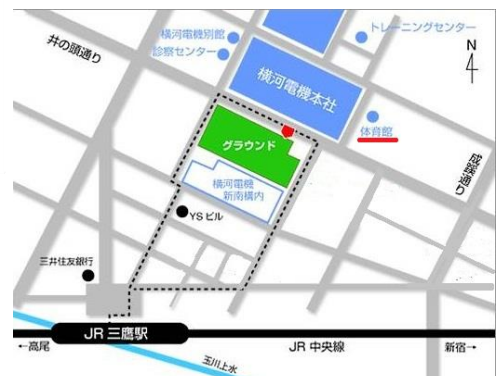 横河電機別館
診察センター
トレーニングセンター
N
井の頭通り
横河電機本社
体育館
グラウンド
成蹊通り
横河電機
新南構内
YSビル
三井住友銀行
JR 三鷹駅
←高尾
JR 中央線
新宿→
玉川上水